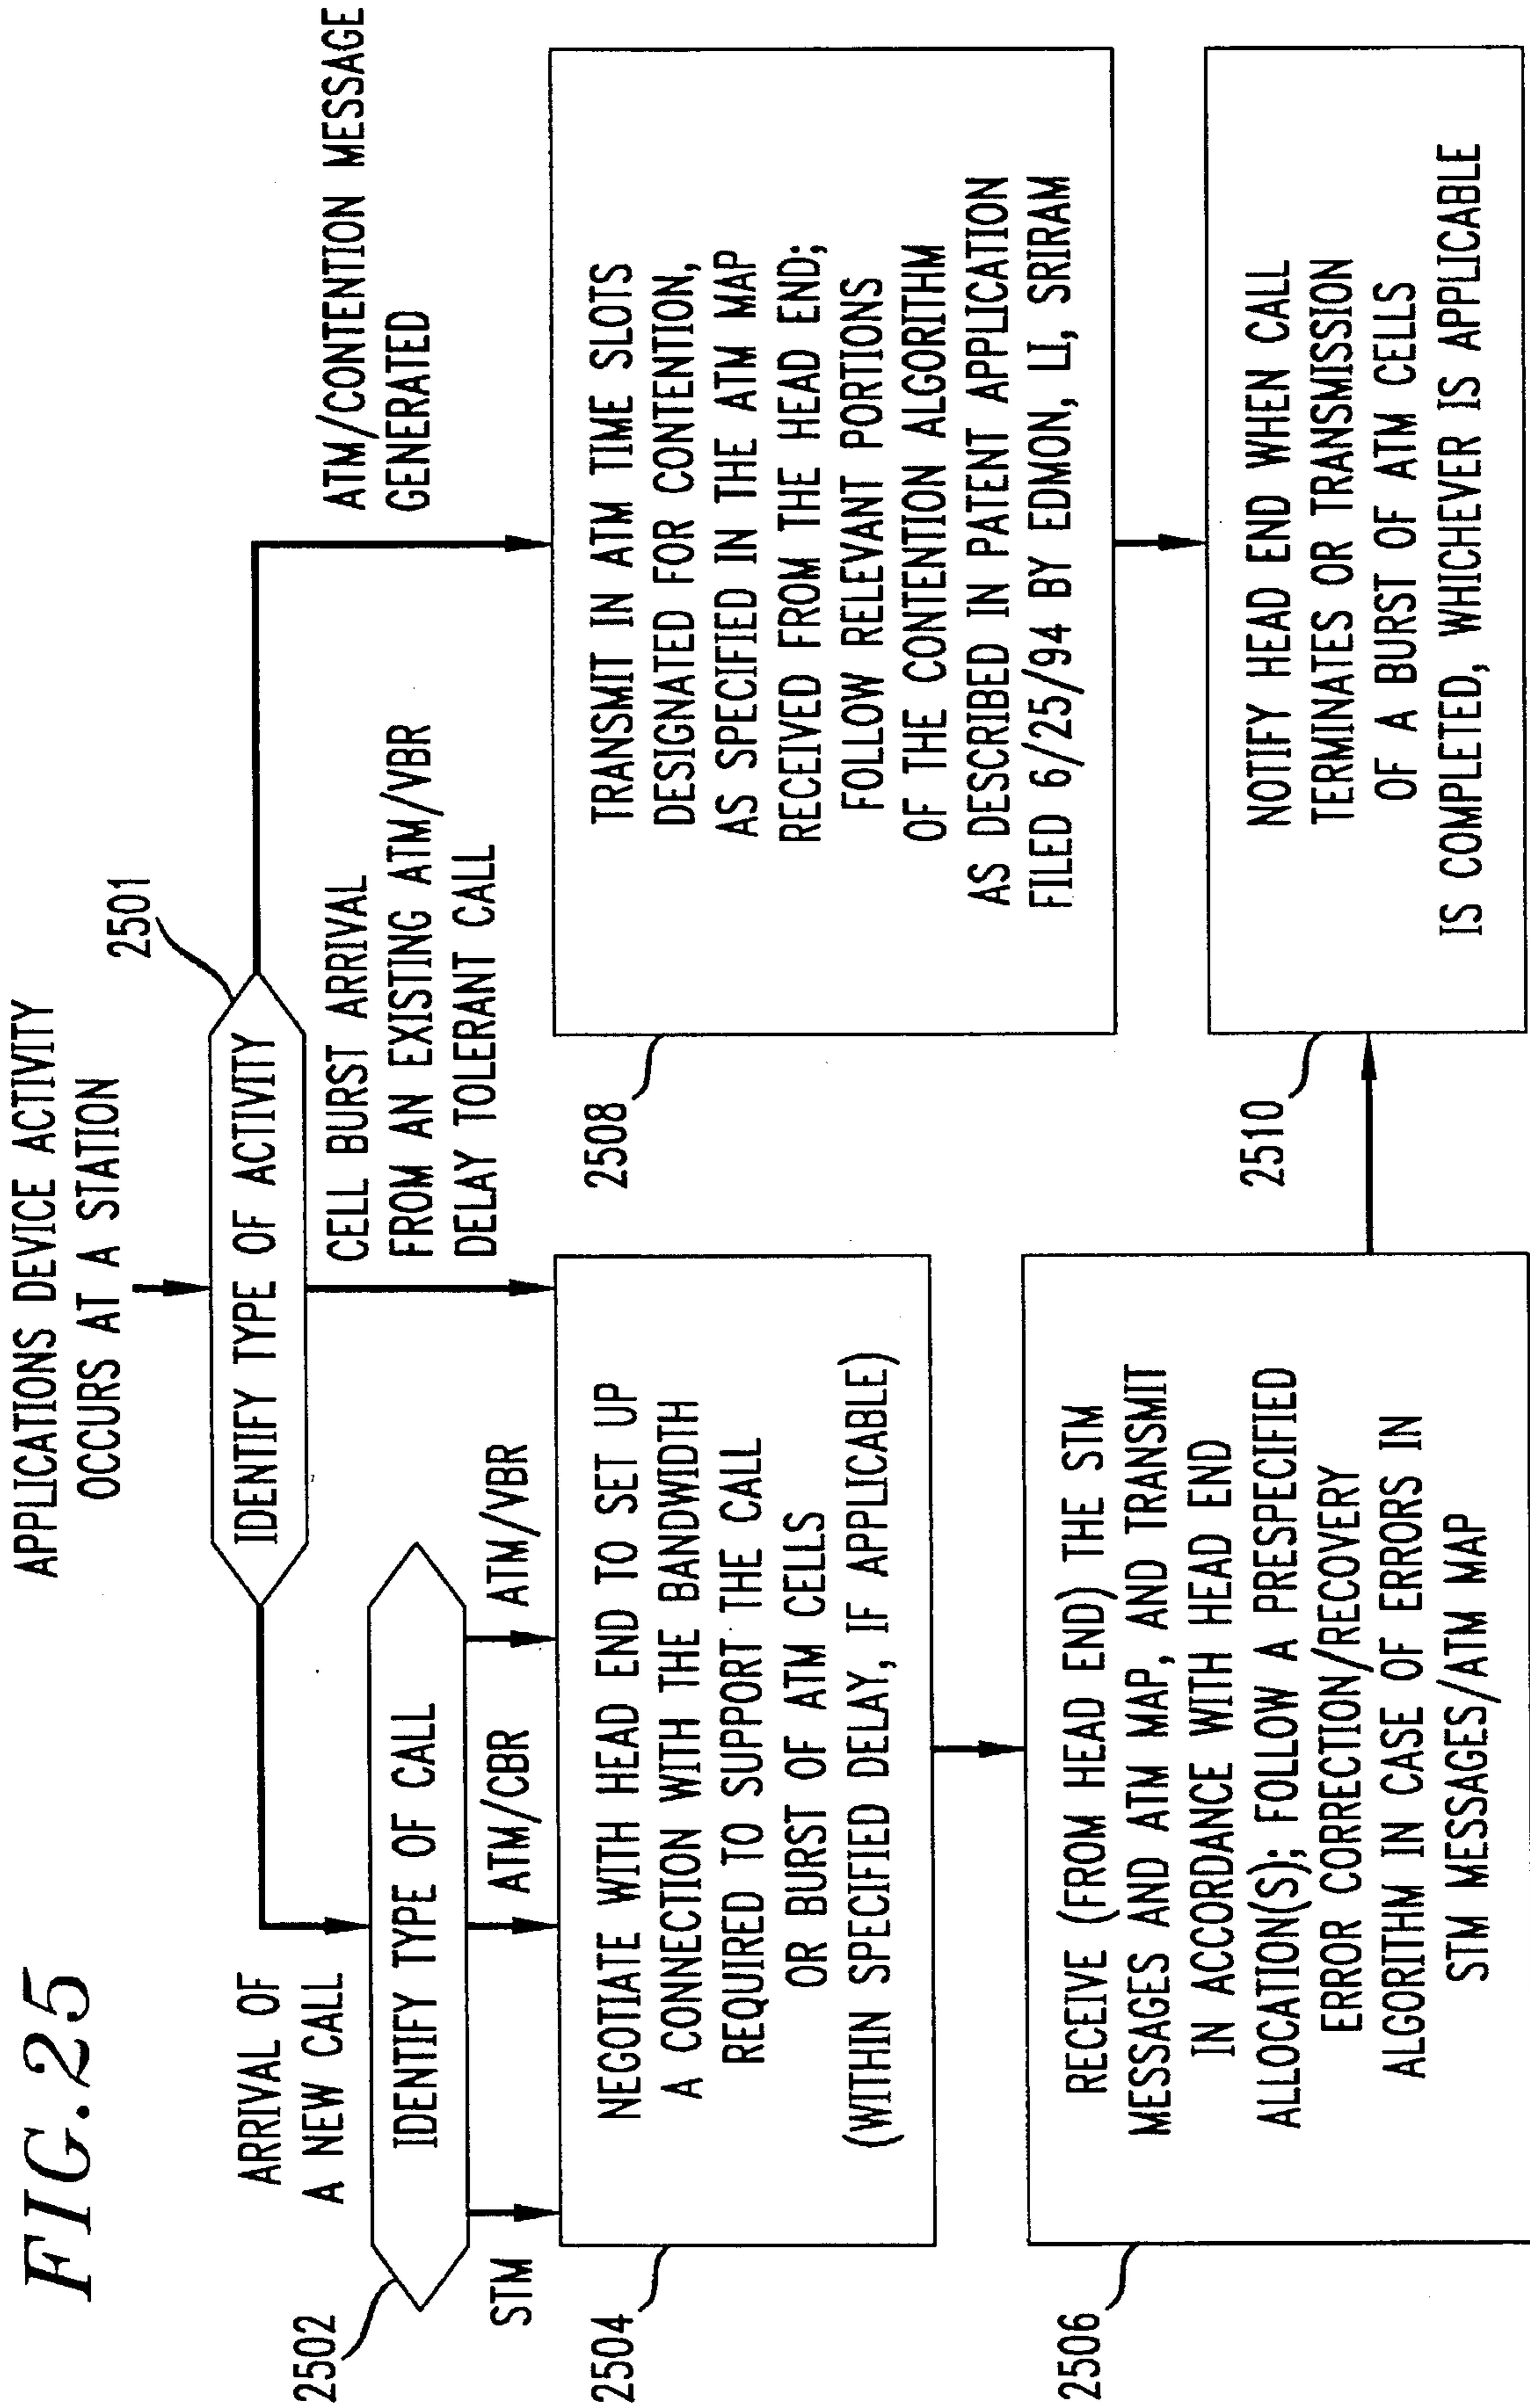 FIG.25
APPLICATIONS DEVICE ACTIVITY
OCCURS AT A STATION
2501
IDENTIFY TYPE OF ACTIVITY
ARRIVAL OF
A NEW CALL
CELL BURST ARRIVAL
FROM AN EXISTING ATM/VBR
DELAY TOLERANT CALL
ATM/CONTENTION MESSAGE
GENERATED
2502
IDENTIFY TYPE OF CALL
STM
ATM/CBR
ATM/VBR
2504
NEGOTIATE WITH HEAD END TO SET UP
A CONNECTION WITH THE BANDWIDTH
REQUIRED TO SUPPORT THE CALL
OR BURST OF ATM CELLS
(WITHIN SPECIFIED DELAY, IF APPLICABLE)
2508
TRANSMIT IN ATM TIME SLOTS
DESIGNATED FOR CONTENTION,
AS SPECIFIED IN THE ATM MAP
RECEIVED FROM THE HEAD END;
FOLLOW RELEVANT PORTIONS
OF THE CONTENTION ALGORITHM
AS DESCRIBED IN PATENT APPLICATION
FILED 6/25/94 BY EDMON, LI, SRIRAM
2506
RECEIVE (FROM HEAD END) THE STM
MESSAGES AND ATM MAP, AND TRANSMIT
IN ACCORDANCE WITH HEAD END
ALLOCATION(S); FOLLOW A PRESPECIFIED
ERROR CORRECTION/RECOVERY
ALGORITHM IN CASE OF ERRORS IN
STM MESSAGES/ATM MAP
2510
NOTIFY HEAD END WHEN CALL
TERMINATES OR TRANSMISSION
OF A BURST OF ATM CELLS
IS COMPLETED, WHICHEVER IS APPLICABLE